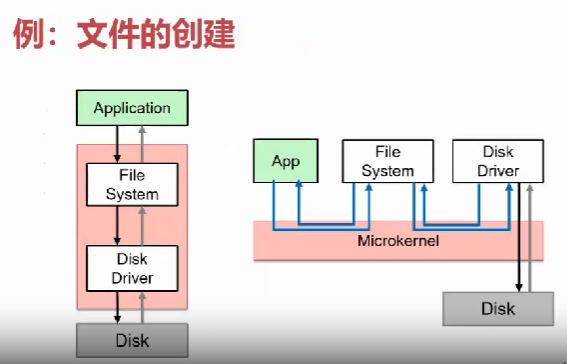 例：文件的创建
Application
File
System
Disk
Driver
Disk
App
File
System
Disk
Driver
Microkernel
Disk